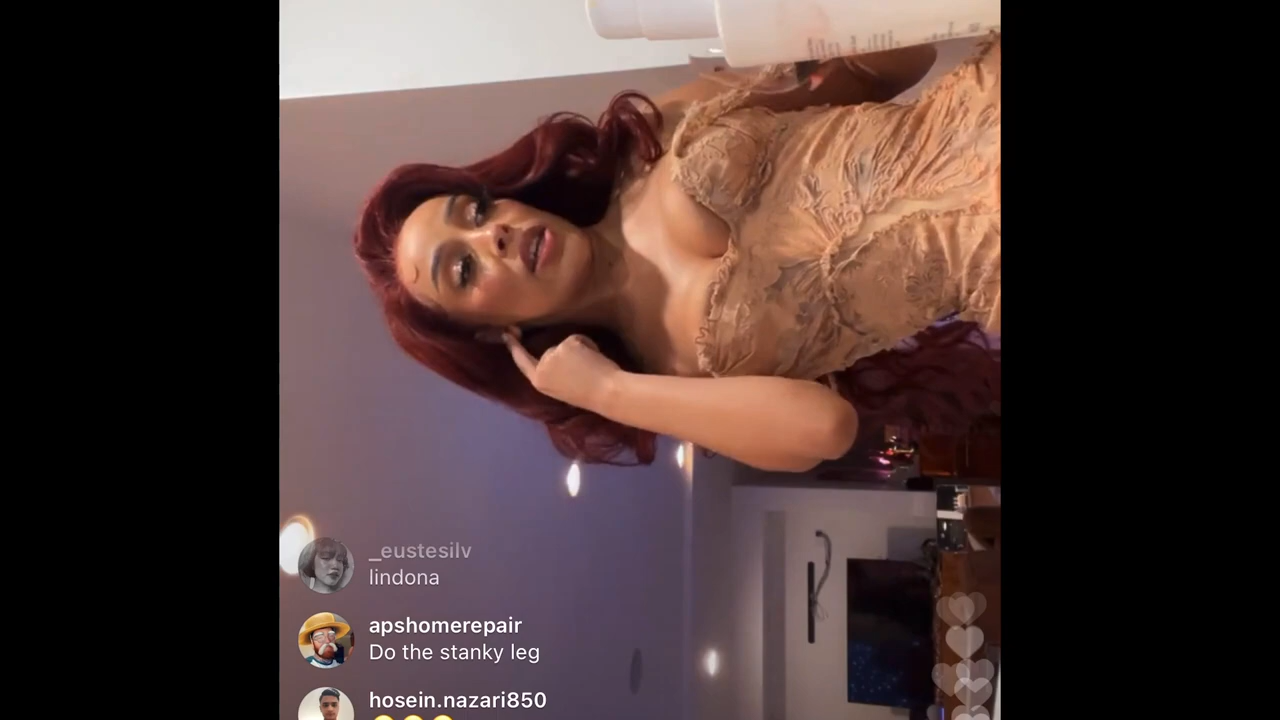 _eustesilv
lindona
apshomerepair
Do the stanky leg
hosein.nazari850